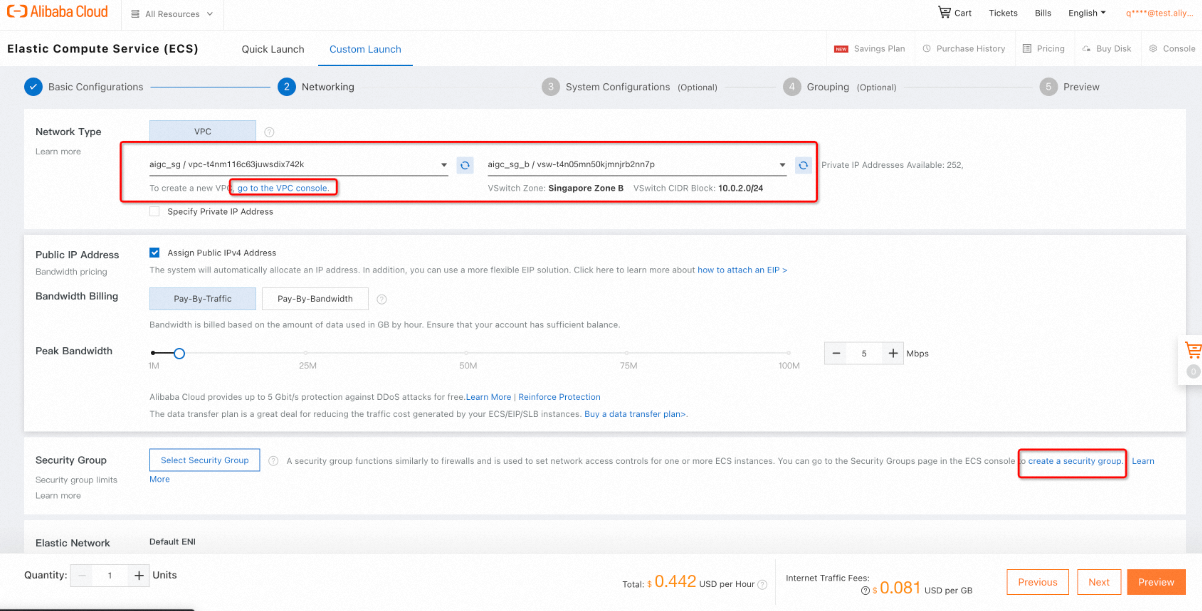 Alibaba Cloud
All Resources
Cart
Tickets
Bills
English
q****@test.aliy...
Elastic Compute Service (ECS)
Quick Launch
Custom Launch
NEW Savings Plan
Purchase History
Pricing
Buy Disk
Console
Basic Configurations
2 Networking
3 System Configurations (Optional)
4 Grouping (Optional)
5 Preview
Network Type
VPC
Learn more
aigc_sg / vpc-t4nm116c63juwsdix742k
aigc_sg_b / vsw-t4n05mn50kjmnjrb2nn7p
Private IP Addresses Available: 252,
To create a new VPC, go to the VPC console.
VSwitch Zone: Singapore Zone B VSwitch CIDR Block: 10.0.2.0/24
Specify Private IP Address
Public IP Address
Assign Public IPv4 Address
Bandwidth pricing
The system will automatically allocate an IP address. In addition, you can use a more flexible EIP solution. Click here to learn more about how to attach an EIP >
Bandwidth Billing
Pay-By-Traffic
Pay-By-Bandwidth
Bandwidth is billed based on the amount of data used in GB by hour. Ensure that your account has sufficient balance.
Peak Bandwidth
1M 25M 50M 75M 100M
− 5 + Mbps
Alibaba Cloud provides up to 5 Gbit/s protection against DDoS attacks for free.Learn More | Reinforce Protection
The data transfer plan is a great deal for reducing the traffic cost generated by your ECS/EIP/SLB instances. Buy a data transfer plan>.
0
Security Group
Select Security Group
A security group functions similarly to firewalls and is used to set network access controls for one or more ECS instances. You can go to the Security Groups page in the ECS console to create a security group. Learn
More
Security group limits
Learn more
Elastic Network
Default ENI
Quantity: − 1 + Units
Total: $ 0.442 USD per Hour
Internet Traffic Fees:
$ 0.081 USD per GB
Previous
Next
Preview